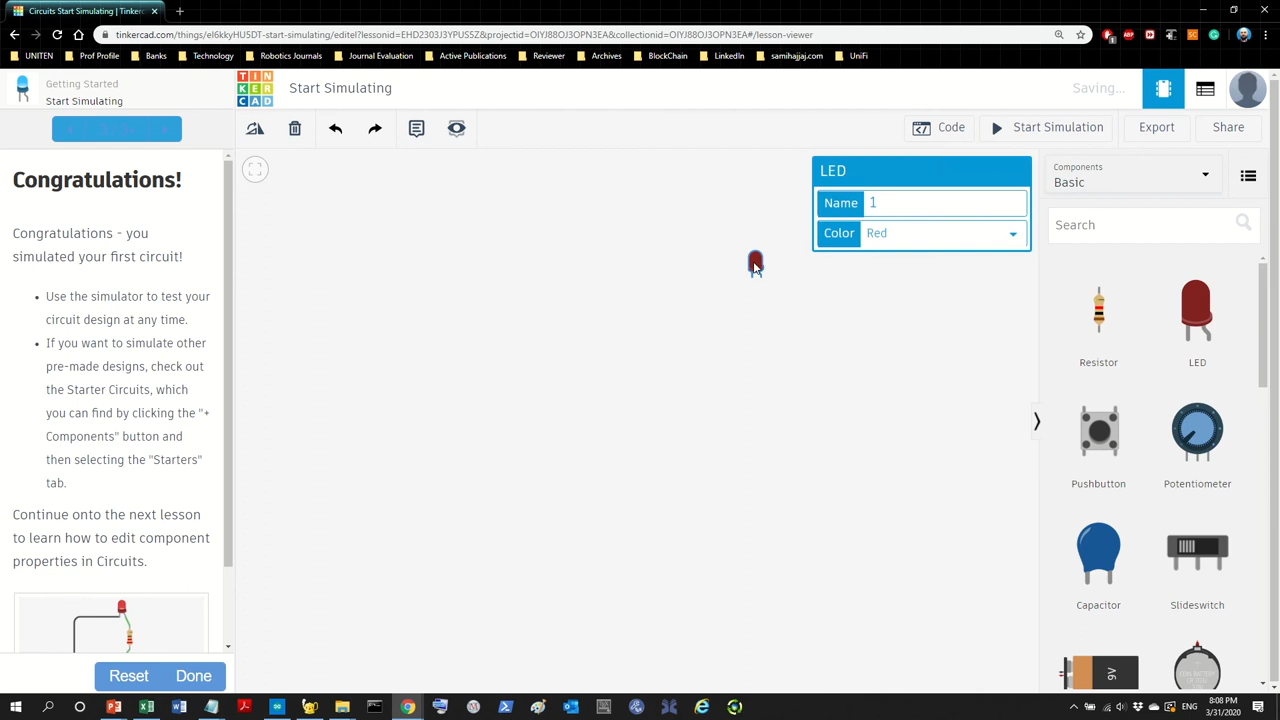 Circuits Start Simulating | Tinkerc
tinkercad.com/things/el6kkyHU5DT-start-simulating/editel?lessonid=EHD2303J3YPUS5Z&projectid=OIYJ88OJ3OPN3EA&collectionid=OIYJ88OJ3OPN3EA#/lesson-viewer
UNITEN
Prof Profile
Banks
Technology
Robotics Journals
Journal Evaluation
Active Publications
Reviewer
Archives
BlockChain
LinkedIn
samihajjaj.com
UniFi
Getting Started
Start Simulating
TIN
KER
CAD
Start Simulating
Saving...
Code
Start Simulation
Export
Share
Congratulations!
Congratulations - you
simulated your first circuit!
Use the simulator to test your
circuit design at any time.
If you want to simulate other
pre-made designs, check out
the Starter Circuits, which
you can find by clicking the "+
Components" button and
then selecting the "Starters"
tab.
Continue onto the next lesson
to learn how to edit component
properties in Circuits.
Reset
Done
LED
Name 1
Color Red
Components
Basic
Search
Resistor
LED
Pushbutton
Potentiometer
Capacitor
Slideswitch
9V
ENG
8:08 PM
3/31/2020